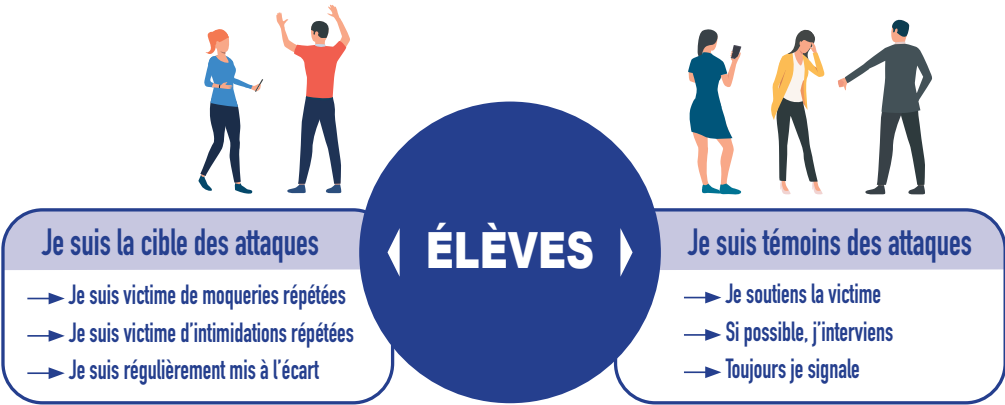 Je suis la cible des attaques
Je suis victime de moqueries répétées
Je suis victime d'intimidations répétées
Je suis régulièrement mis à l'écart
ÉLÈVES
Je suis témoins des attaques
Je soutiens la victime
Si possible, j'interviens
Toujours je signale